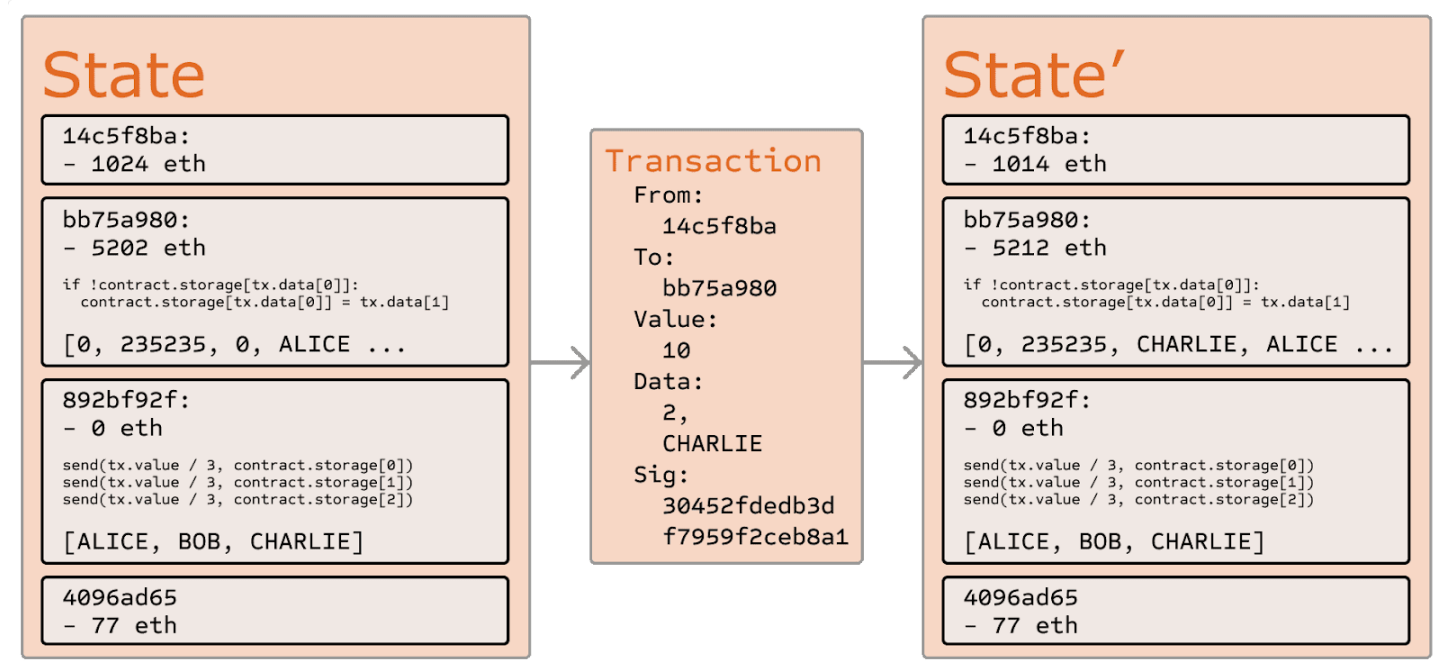 State
14c5f8ba:
- 1024 eth
bb75a980:
- 5202 eth
if !contract.storage[tx.data[0]]:
  contract.storage[tx.data[0]] = tx.data[1]
[0, 235235, 0, ALICE ...
892bf92f:
- 0 eth
send(tx.value / 3, contract.storage[0])
send(tx.value / 3, contract.storage[1])
send(tx.value / 3, contract.storage[2])
[ALICE, BOB, CHARLIE]
4096ad65
- 77 eth
Transaction
From:
14c5f8ba
To:
bb75a980
Value:
10
Data:
2,
CHARLIE
Sig:
30452fdedb3d
f7959f2ceb8a1
State′
14c5f8ba:
- 1014 eth
bb75a980:
- 5212 eth
if !contract.storage[tx.data[0]]:
  contract.storage[tx.data[0]] = tx.data[1]
[0, 235235, CHARLIE, ALICE ...
892bf92f:
- 0 eth
send(tx.value / 3, contract.storage[0])
send(tx.value / 3, contract.storage[1])
send(tx.value / 3, contract.storage[2])
[ALICE, BOB, CHARLIE]
4096ad65
- 77 eth